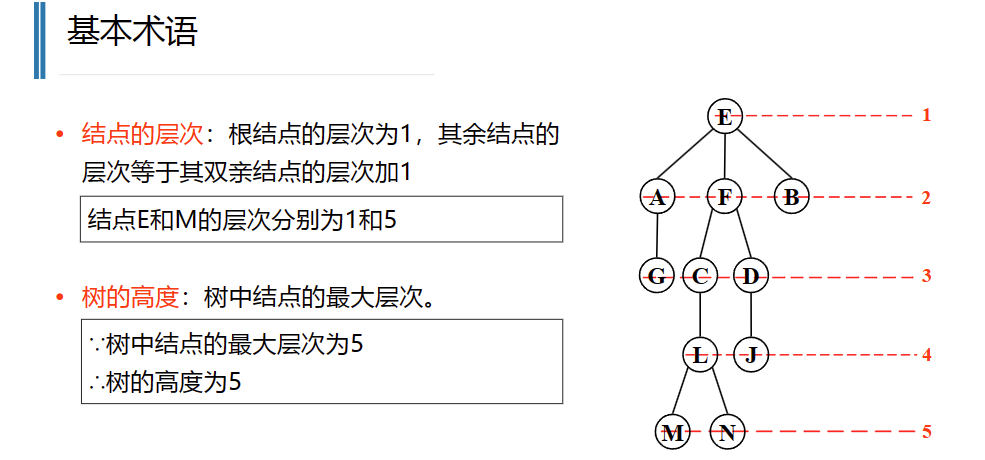 基本术语
• 结点的层次：根结点的层次为1，其余结点的
层次等于其双亲结点的层次加1
结点E和M的层次分别为1和5
• 树的高度：树中结点的最大层次。
∵树中结点的最大层次为5
∴树的高度为5
E 1
A F B 2
G C D 3
L J 4
M N 5